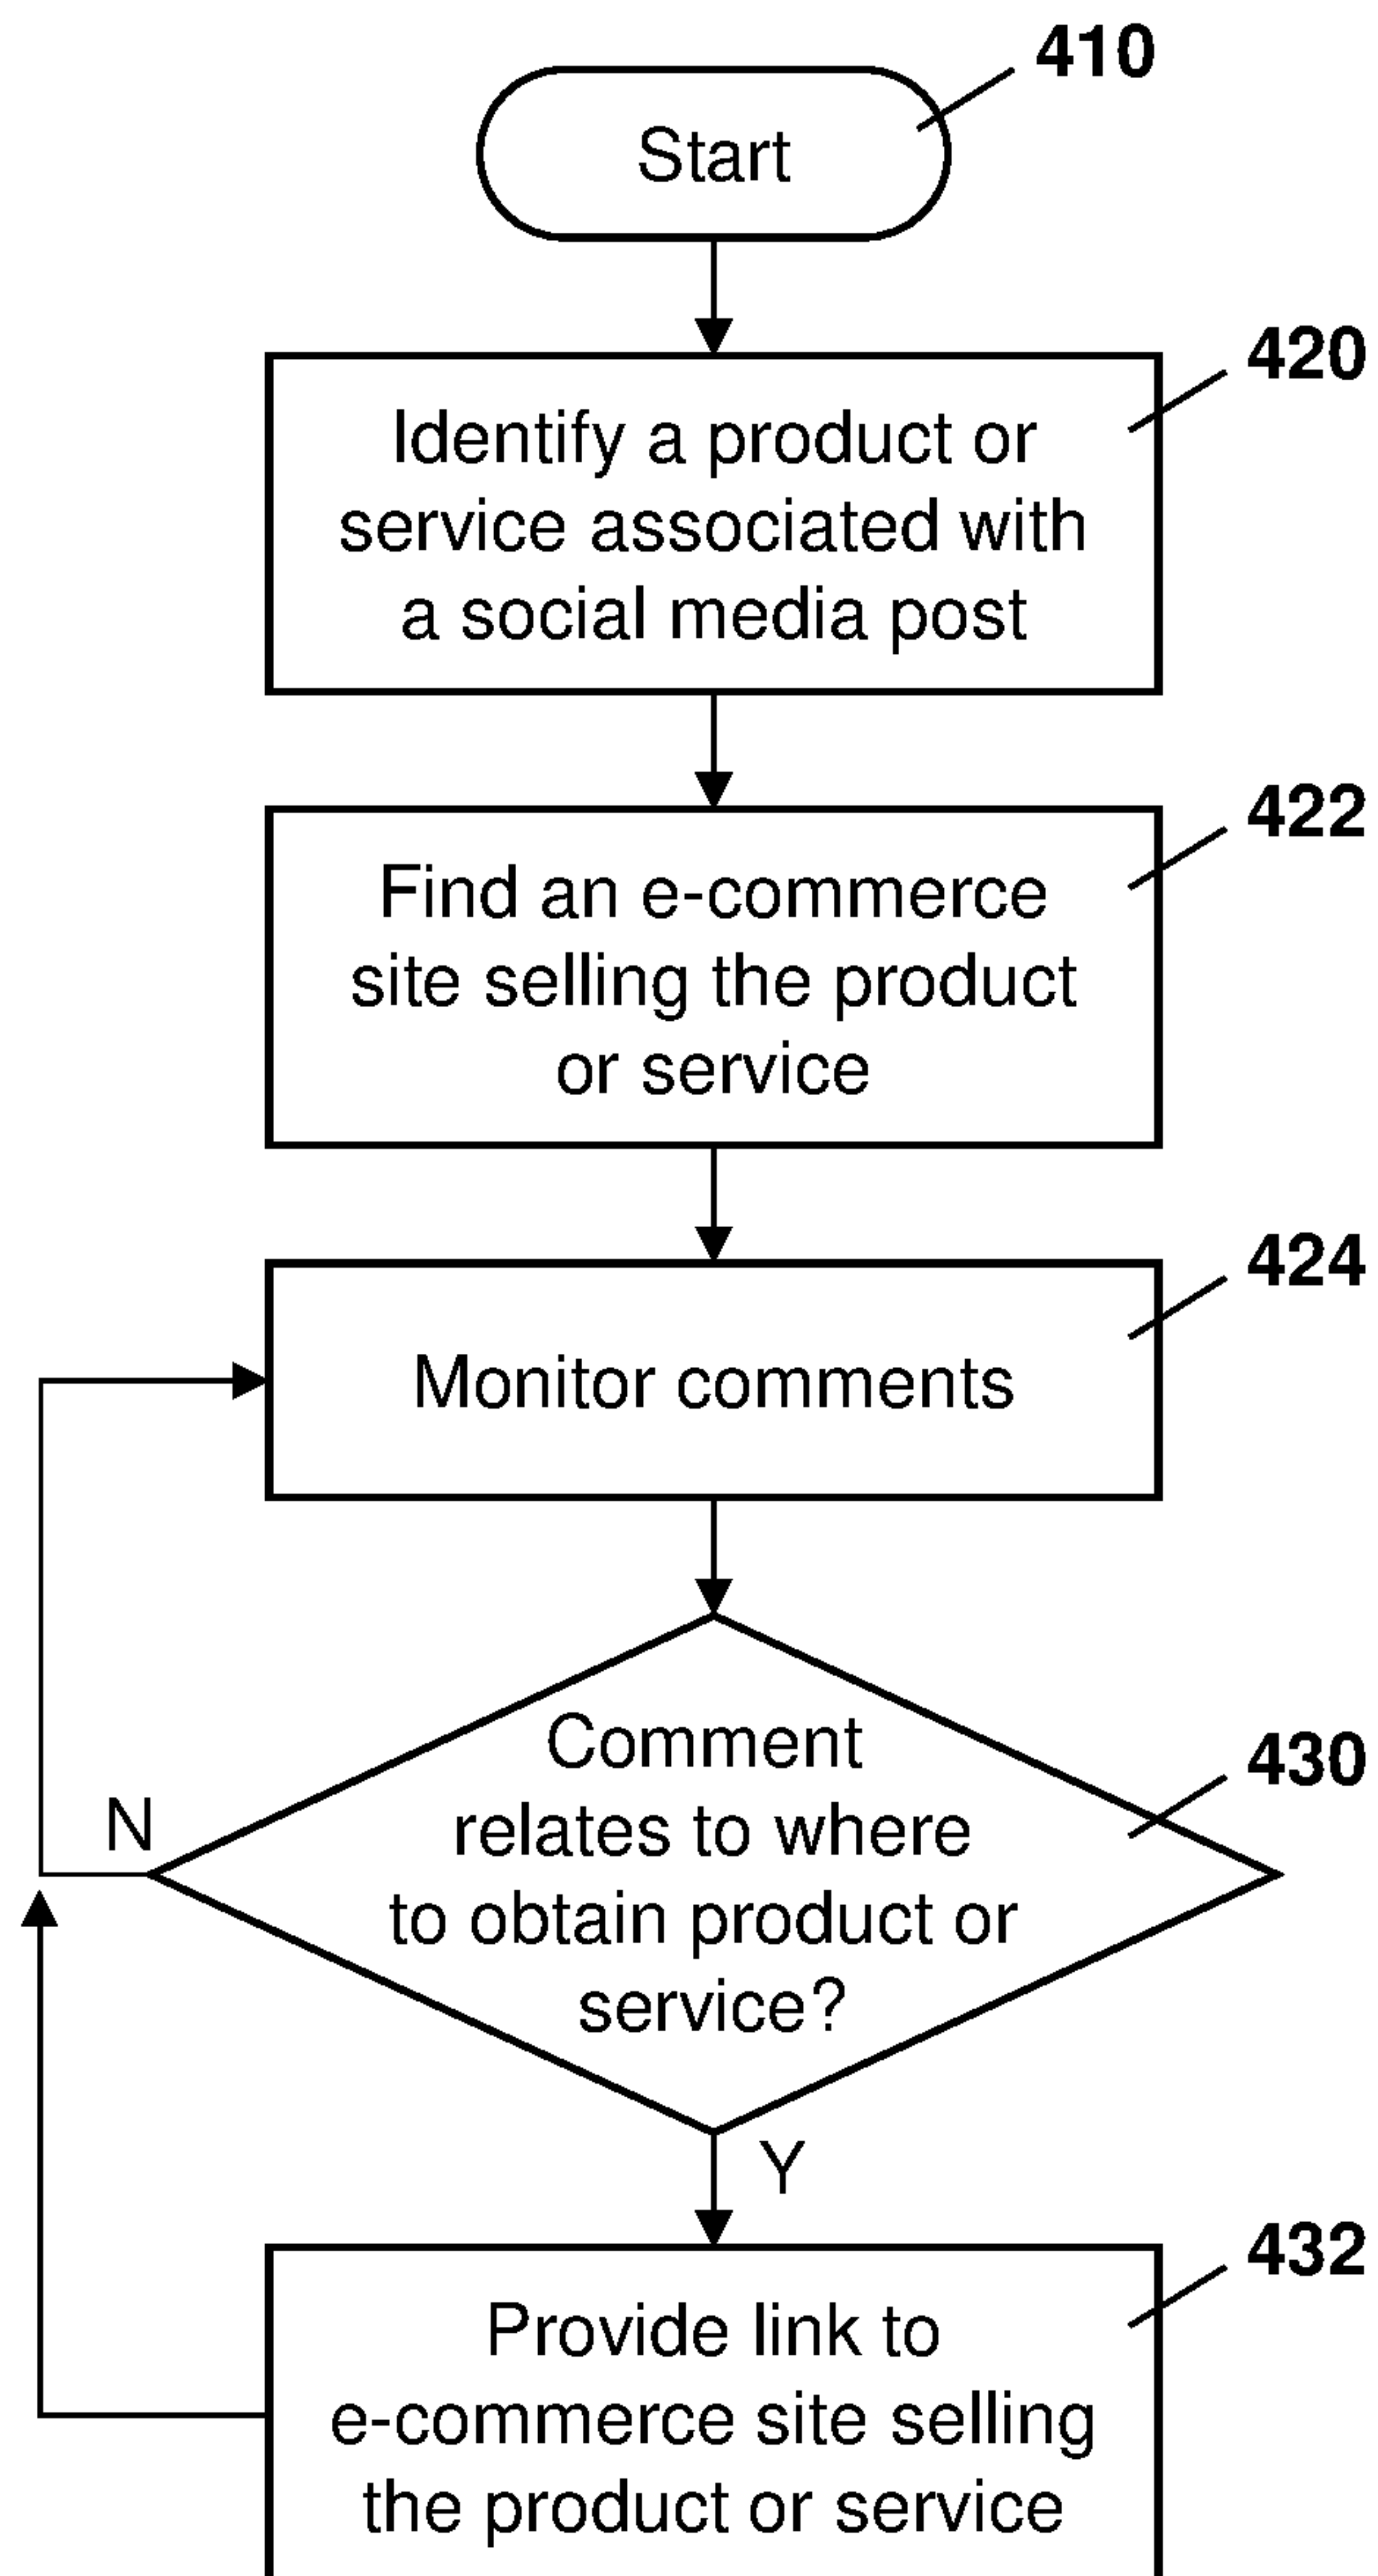 410
Start
420
Identify a product or
service associated with
a social media post
422
Find an e-commerce
site selling the product
or service
424
Monitor comments
430
Comment
relates to where
to obtain product or
service?
N
Y
432
Provide link to
e-commerce site selling
the product or service